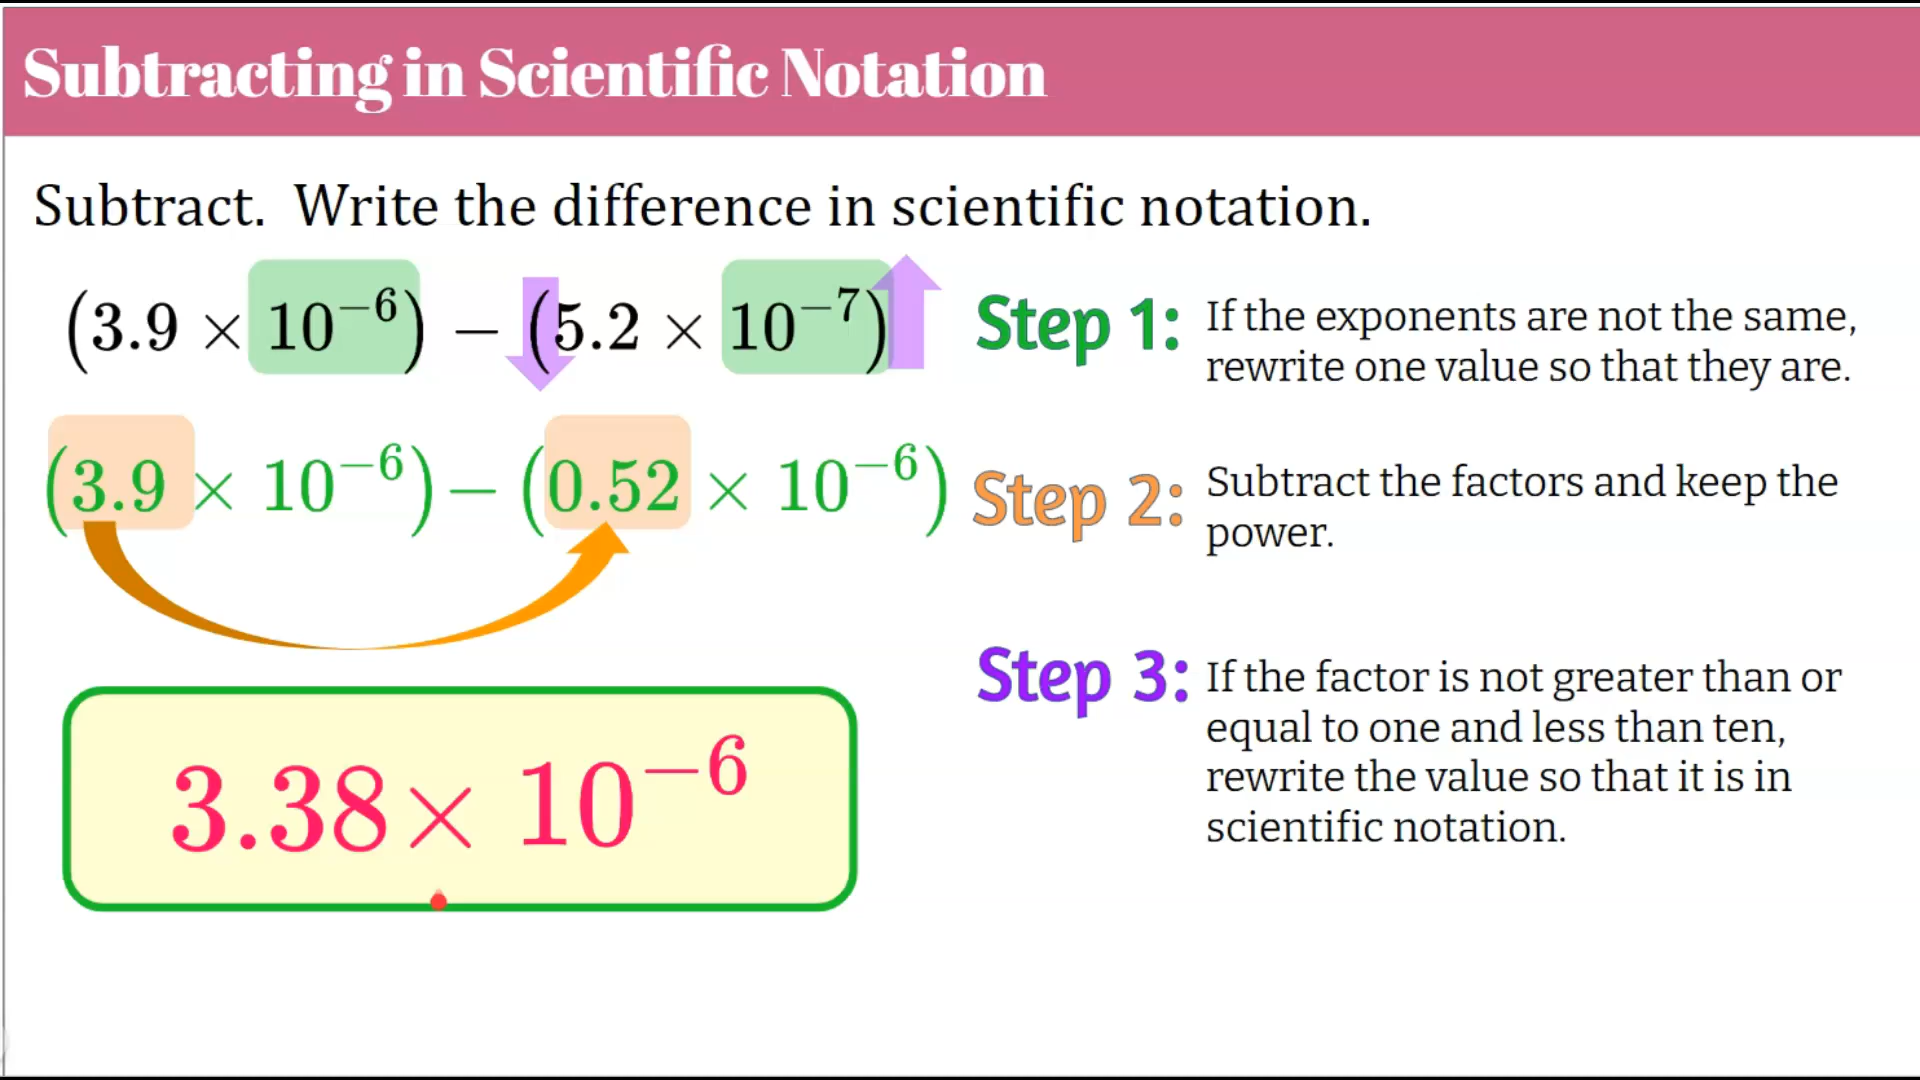 Subtracting in Scientific Notation
Subtract. Write the difference in scientific notation.
(3.9 × 10⁻⁶) − (5.2 × 10⁻⁷)
Step 1: If the exponents are not the same,
rewrite one value so that they are.
(3.9 × 10⁻⁶) − (0.52 × 10⁻⁶)
Step 2: Subtract the factors and keep the
power.
3.38 × 10⁻⁶
Step 3: If the factor is not greater than or
equal to one and less than ten,
rewrite the value so that it is in
scientific notation.